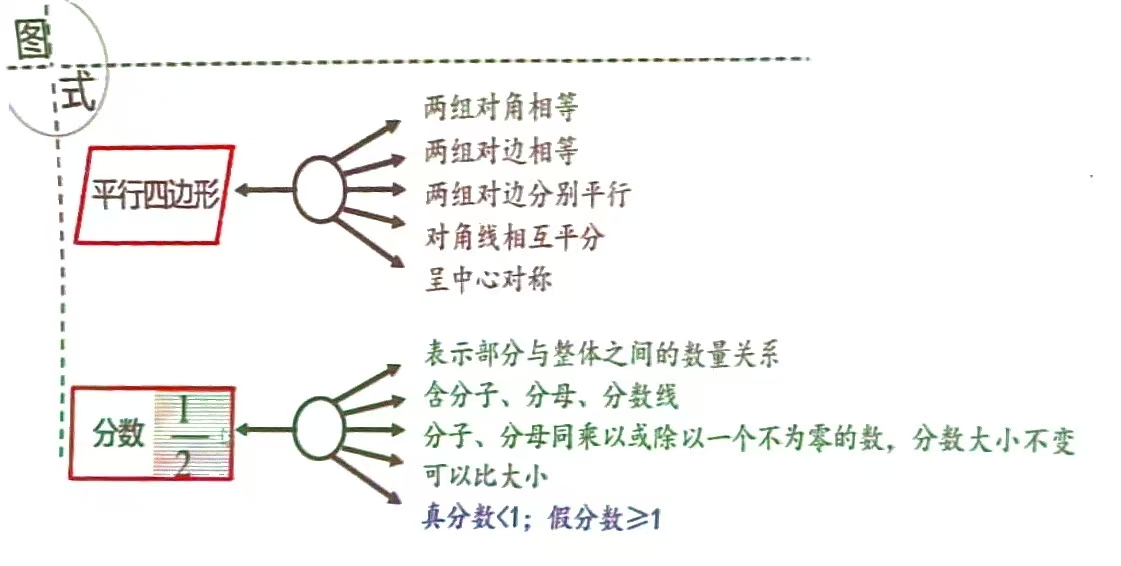 图
式
平行四边形
两组对角相等
两组对边相等
两组对边分别平行
对角线相互平分
呈中心对称
分数 1/2
表示部分与整体之间的数量关系
含分子、分母、分数线
分子、分母同乘以或除以一个不为零的数，分数大小不变
可以比大小
真分数<1；假分数≥1